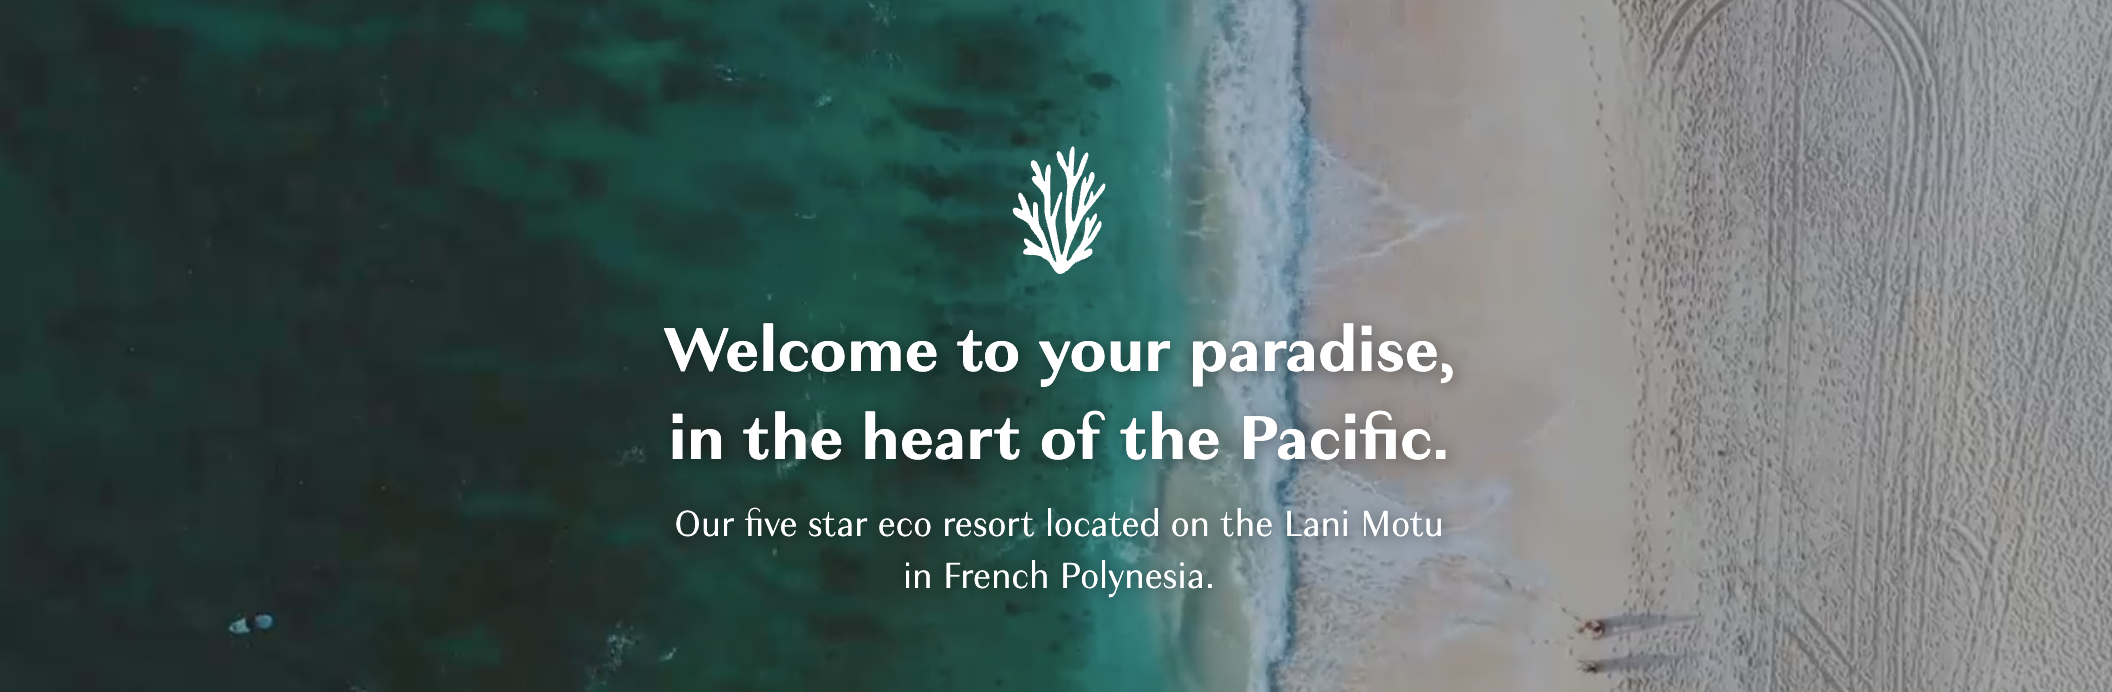 Welcome to your paradise,
in the heart of the Pacific.
Our five star eco resort located on the Lani Motu
in French Polynesia.